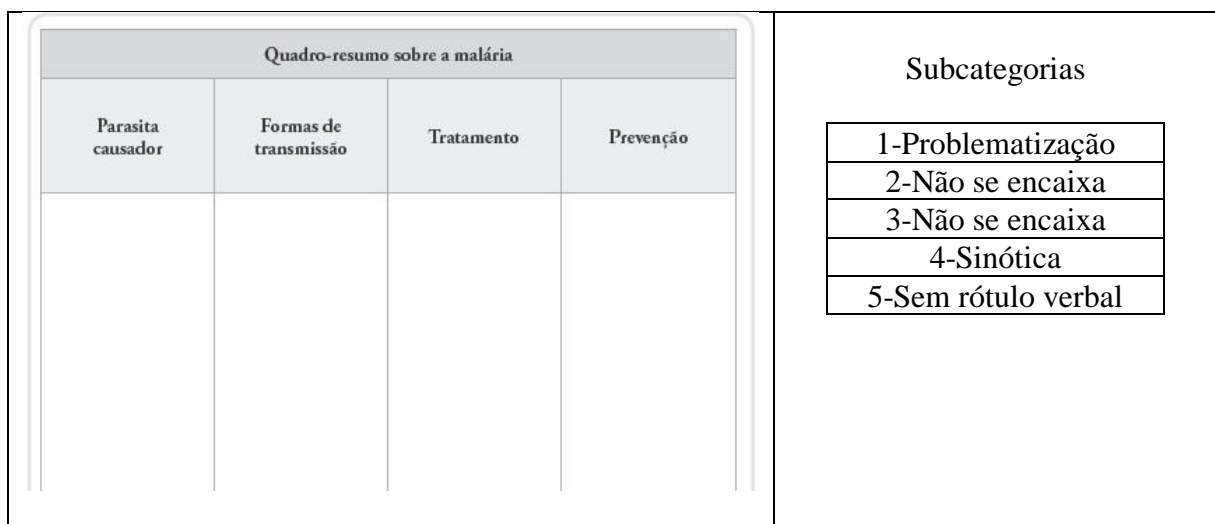 Quadro-resumo sobre a malária
Parasita
causador
Formas de
transmissão
Tratamento
Prevenção
Subcategorias
1-Problematização
2-Não se encaixa
3-Não se encaixa
4-Sinótica
5-Sem rótulo verbal